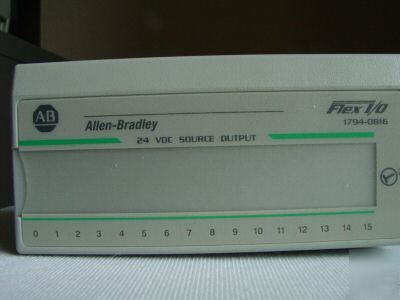 AB
Allen-Bradley
Flex I/O
1794-OB16
24 VDC SOURCE OUTPUT
0 1 2 3 4 5 6 7 8 9 10 11 12 13 14 15